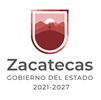 Zacatecas
GOBIERNO DEL ESTADO
2021-2027